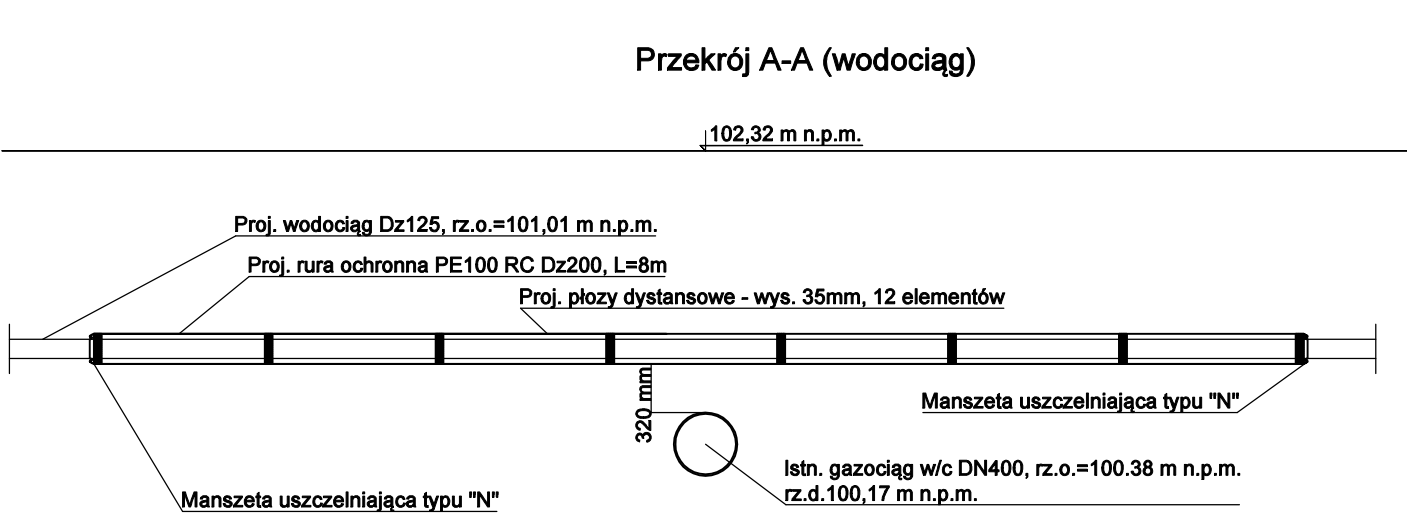 Przekrój A-A (wodociąg)
102,32 m n.p.m.
Proj. wodociąg Dz125, rz.o.=101,01 m n.p.m.
Proj. rura ochronna PE100 RC Dz200, L=8m
Proj. płozy dystansowe - wys. 35mm, 12 elementów
320 mm
Manszeta uszczelniająca typu "N"
Istn. gazociąg w/c DN400, rz.o.=100.38 m n.p.m.
rz.d.100,17 m n.p.m.
Manszeta uszczelniająca typu "N"